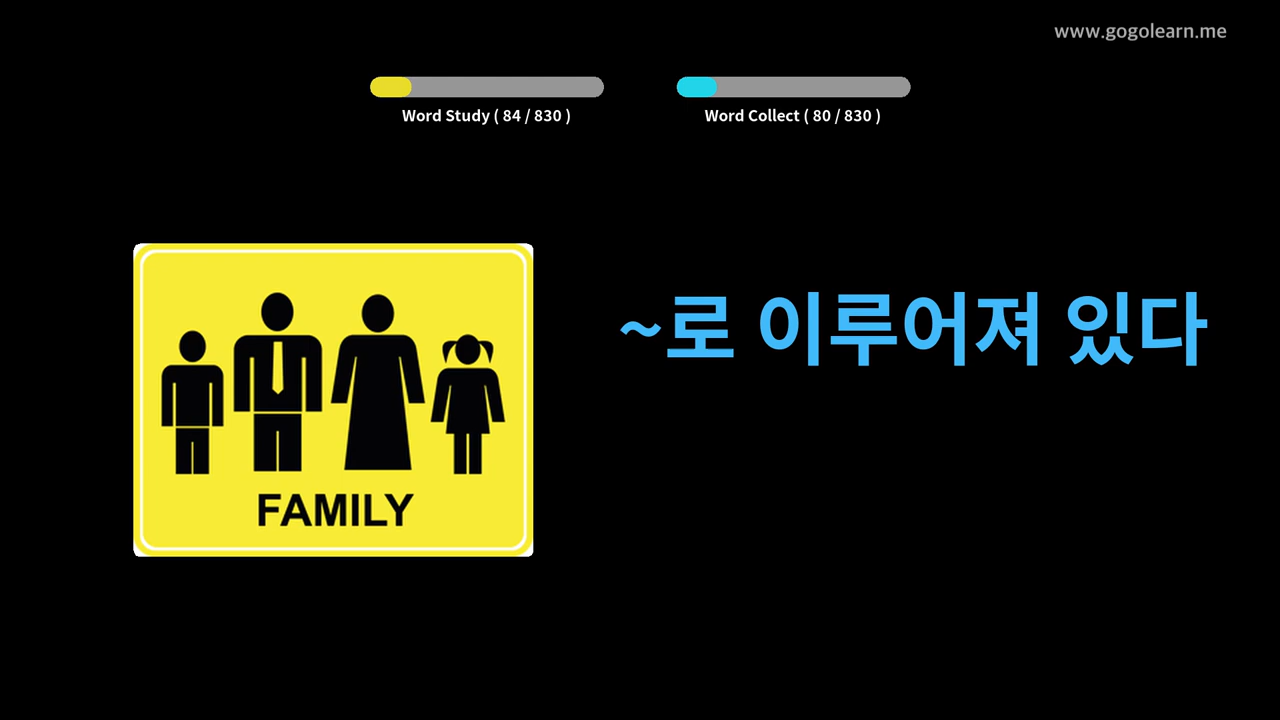 www.gogolearn.me
Word Study ( 84 / 830 )
Word Collect ( 80 / 830 )
~로 이루어져 있다
FAMILY